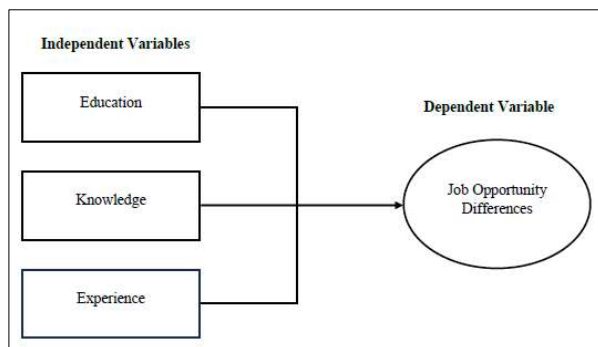 Independent Variables
Education
Dependent Variable
Knowledge
Job Opportunity
Differences
Experience